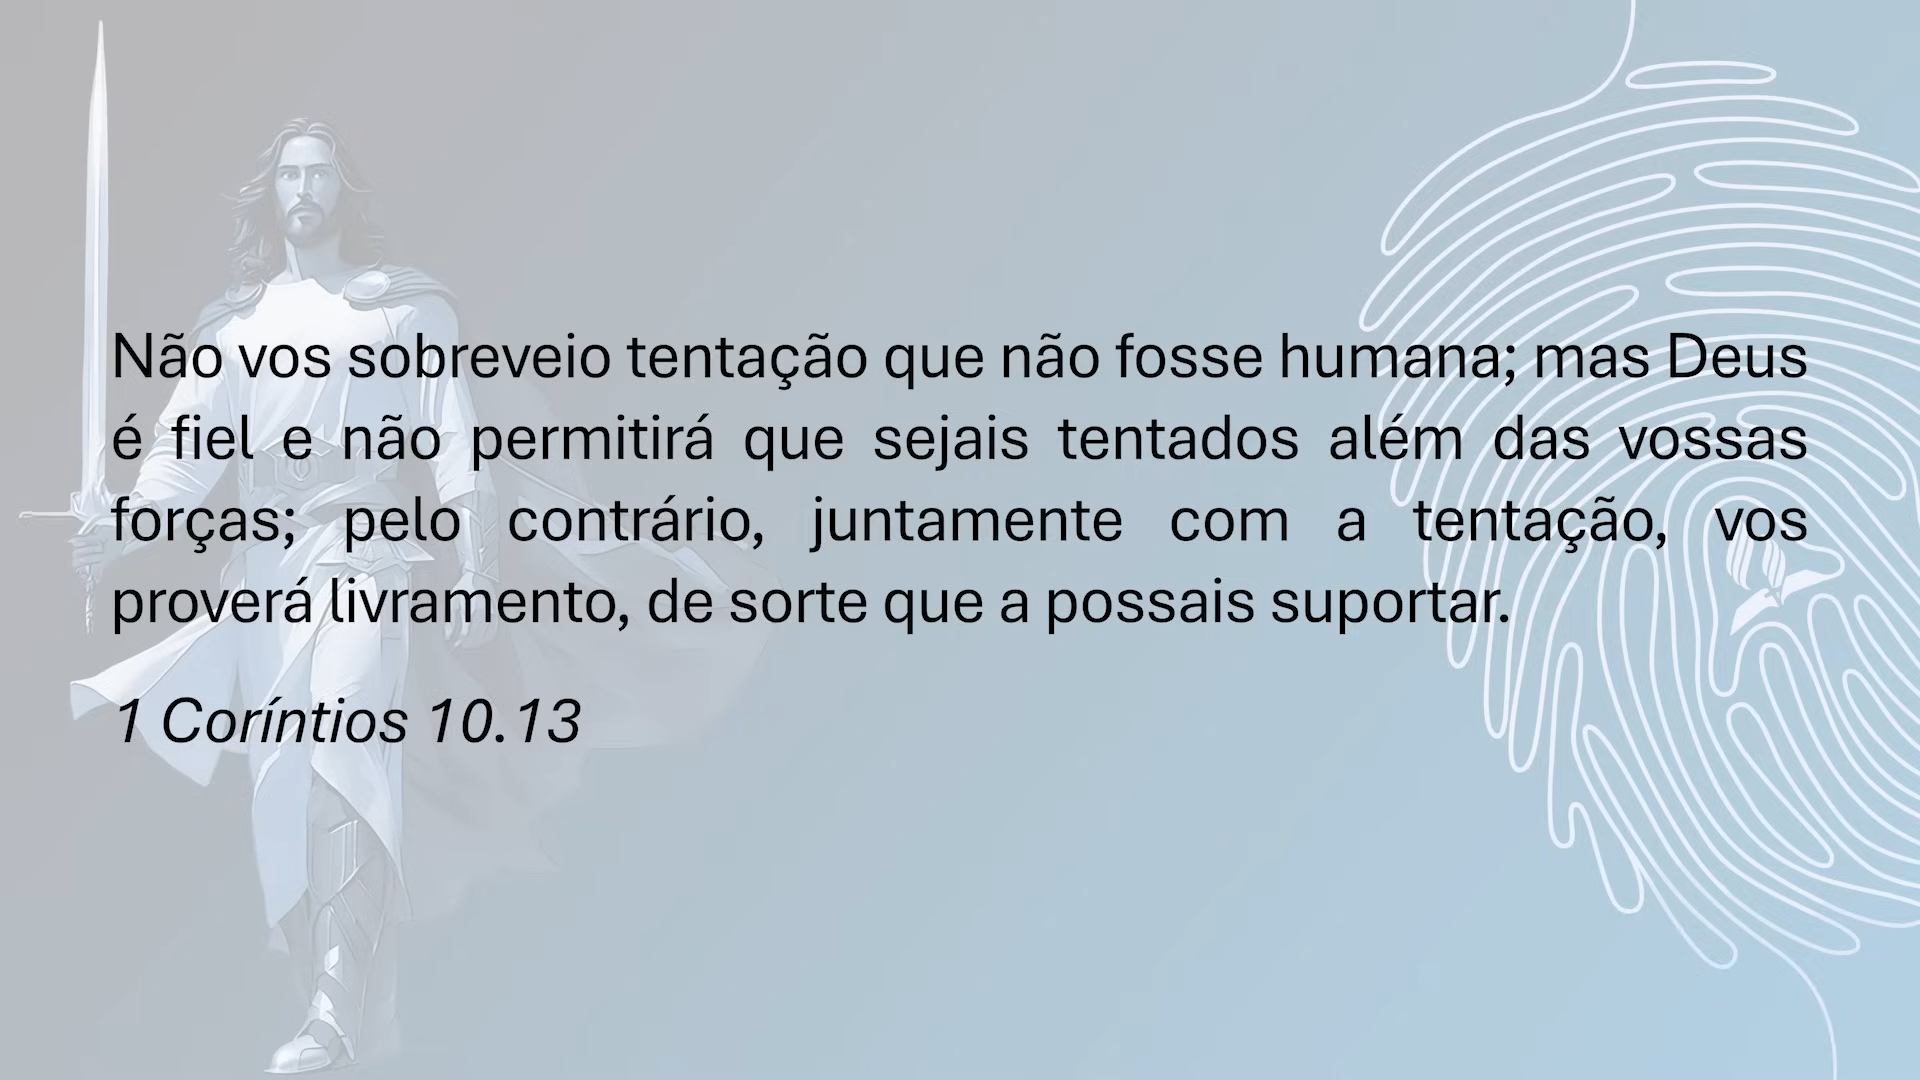 Não vos sobreveio tentação que não fosse humana; mas Deus
é fiel e não permitirá que sejais tentados além das vossas
forças; pelo contrário, juntamente com a tentação, vos
proverá livramento, de sorte que a possais suportar.
1 Coríntios 10.13